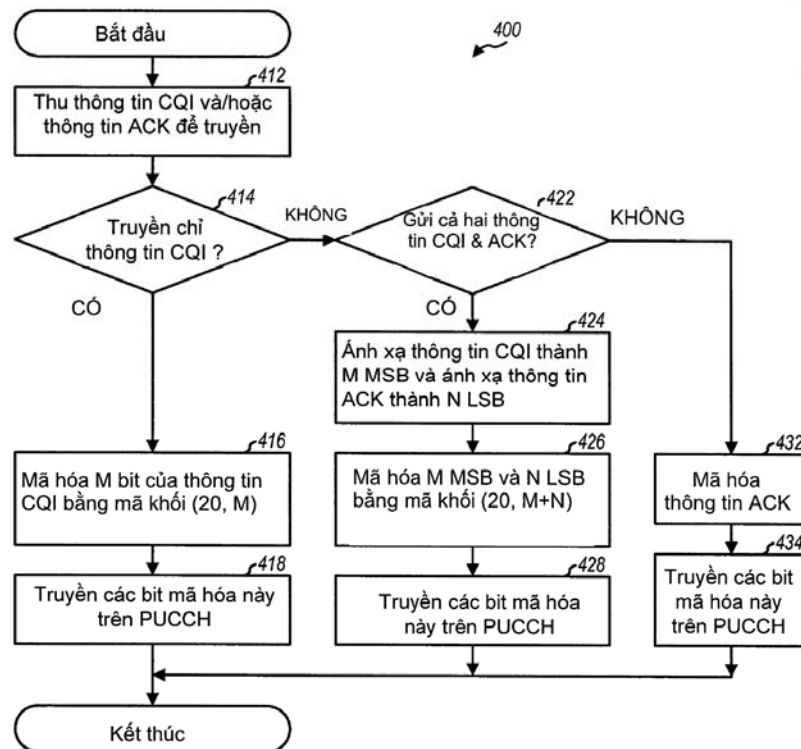 Bắt đầu
400
412
Thu thông tin CQI và/hoặc
thông tin ACK để truyền
414
Truyền chỉ
thông tin CQI ?
KHÔNG
CÓ
422
Gửi cả hai thông
tin CQI & ACK?
KHÔNG
CÓ
424
Ánh xạ thông tin CQI thành
M MSB và ánh xạ thông tin
ACK thành N LSB
416
Mã hóa M bit của thông tin
CQI bằng mã khối (20, M)
426
Mã hóa M MSB và N LSB
bằng mã khối (20, M+N)
432
Mã hóa
thông tin ACK
418
Truyền các bit mã hóa này
trên PUCCH
428
Truyền các bit mã hóa
này trên PUCCH
434
Truyền các bit
mã hóa này
trên PUCCH
Kết thúc